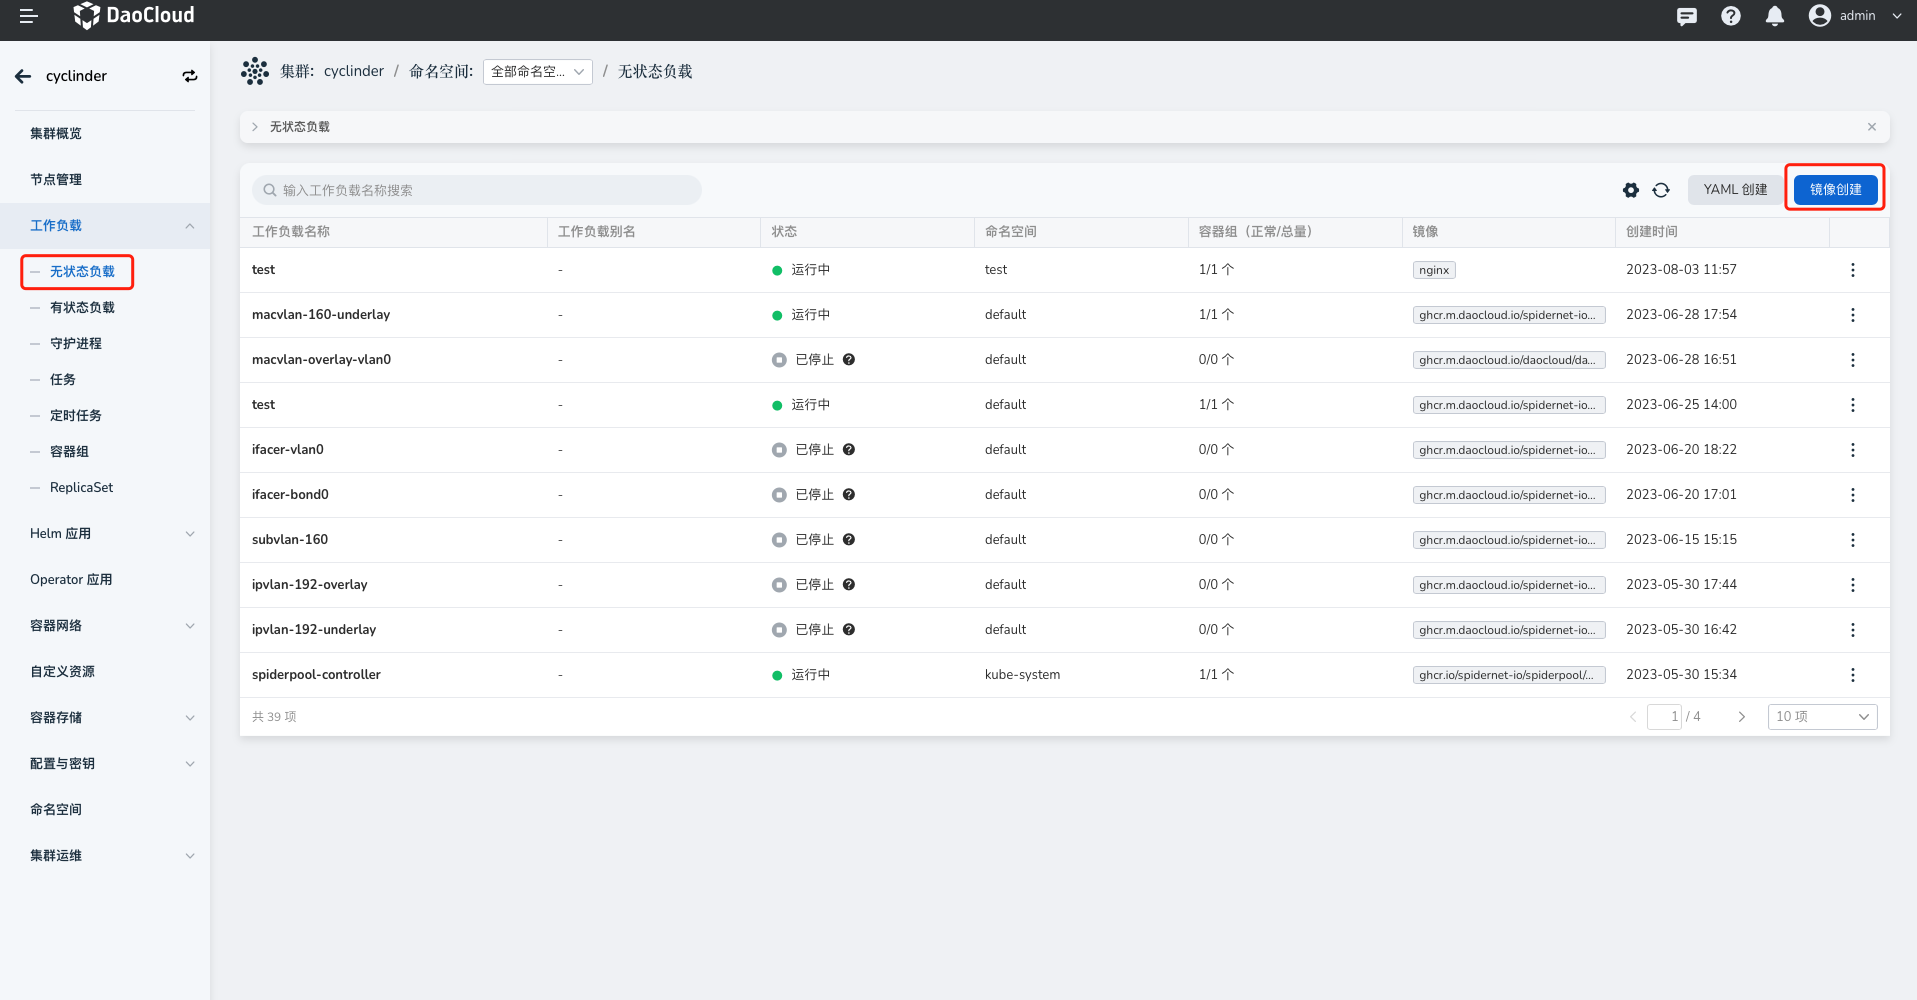 DaoCloud
admin
cyclinder
集群: cyclinder / 命名空间: 全部命名空... / 无状态负载
集群概览
节点管理
工作负载
无状态负载
有状态负载
守护进程
任务
定时任务
容器组
ReplicaSet
Helm 应用
Operator 应用
容器网络
自定义资源
容器存储
配置与密钥
命名空间
集群运维
无状态负载
输入工作负载名称搜索
YAML 创建 镜像创建
工作负载名称 工作负载别名 状态 命名空间 容器组（正常/总量） 镜像 创建时间
test - 运行中 test 1/1 个 nginx 2023-08-03 11:57
macvlan-160-underlay - 运行中 default 1/1 个 ghcr.m.daocloud.io/spidernet-io... 2023-06-28 17:54
macvlan-overlay-vlan0 - 已停止 default 0/0 个 ghcr.m.daocloud.io/daocloud/da... 2023-06-28 16:51
test - 运行中 default 1/1 个 ghcr.m.daocloud.io/spidernet-io... 2023-06-25 14:00
ifacer-vlan0 - 已停止 default 0/0 个 ghcr.m.daocloud.io/spidernet-io... 2023-06-20 18:22
ifacer-bond0 - 已停止 default 0/0 个 ghcr.m.daocloud.io/spidernet-io... 2023-06-20 17:01
subvlan-160 - 已停止 default 0/0 个 ghcr.m.daocloud.io/spidernet-io... 2023-06-15 15:15
ipvlan-192-overlay - 已停止 default 0/0 个 ghcr.m.daocloud.io/spidernet-io... 2023-05-30 17:44
ipvlan-192-underlay - 已停止 default 0/0 个 ghcr.m.daocloud.io/spidernet-io... 2023-05-30 16:42
spiderpool-controller - 运行中 kube-system 1/1 个 ghcr.io/spidernet-io/spiderpool/... 2023-05-30 15:34
共 39 项 1 / 4 10 项